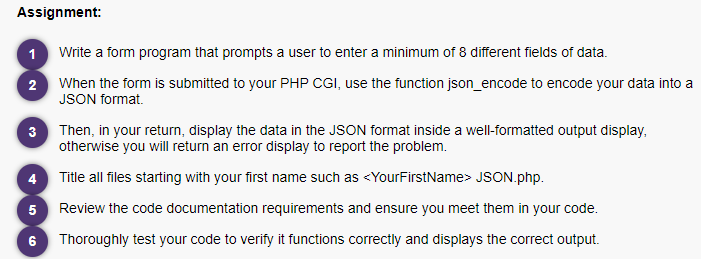 Assignment:
1 Write a form program that prompts a user to enter a minimum of 8 different fields of data.
2 When the form is submitted to your PHP CGI, use the function json_encode to encode your data into a
JSON format.
3 Then, in your return, display the data in the JSON format inside a well-formatted output display,
otherwise you will return an error display to report the problem.
4 Title all files starting with your first name such as <YourFirstName> JSON.php.
5 Review the code documentation requirements and ensure you meet them in your code.
6 Thoroughly test your code to verify it functions correctly and displays the correct output.